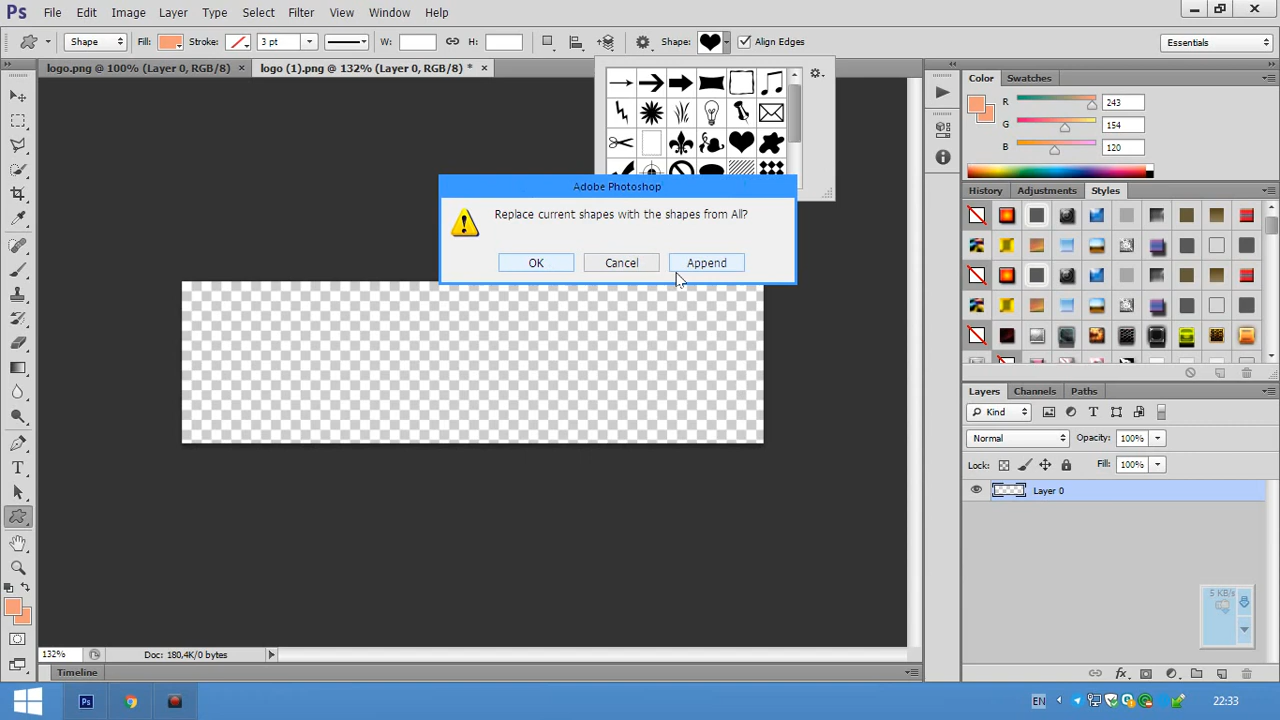 Ps File Edit Image Layer Type Select Filter View Window Help
Shape Fill: Stroke: 3 pt W: H: Shape: Align Edges Essentials
logo.png @ 100% (Layer 0, RGB/8) × logo (1).png @ 132% (Layer 0, RGB/8) * ×
Color Swatches
R 243
G 154
B 120
History Adjustments Styles
Adobe Photoshop
Replace current shapes with the shapes from All?
OK Cancel Append
Layers Channels Paths
Kind
Normal Opacity: 100%
Lock: Fill: 100%
Layer 0
5 KB/s
132% Doc: 180,4K/0 bytes
Timeline
Ps EN 22:33